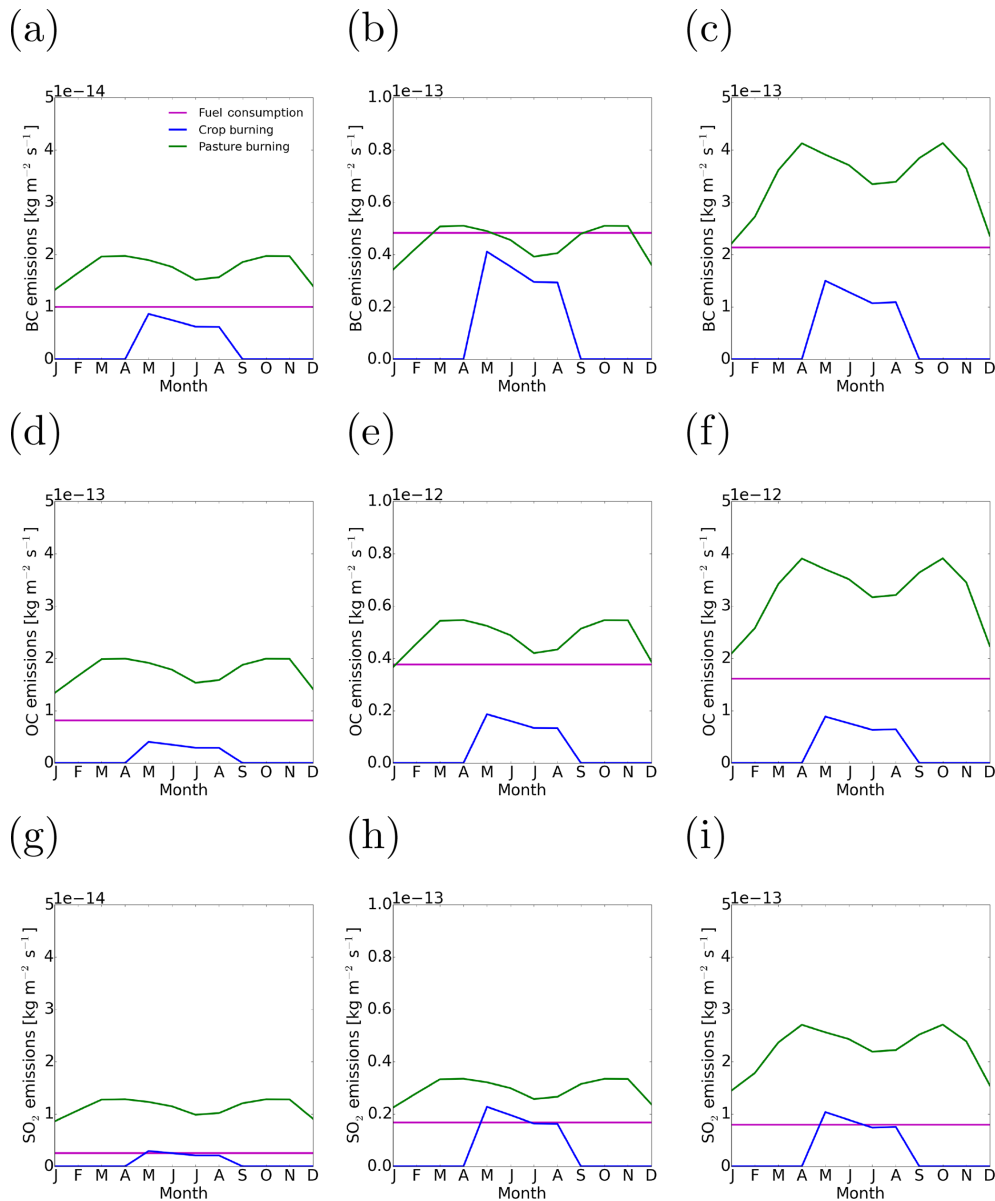 (a) (b) (c)
1e−14 1e−13 1e−13
BC emissions [kg m−2 s−1]
5
4
3
2
1
0
Fuel consumption
Crop burning
Pasture burning
J F M A M J J A S O N D
Month
BC emissions [kg m−2 s−1]
1.0
0.8
0.6
0.4
0.2
0.0
J F M A M J J A S O N D
Month
BC emissions [kg m−2 s−1]
5
4
3
2
1
0
J F M A M J J A S O N D
Month
(d) (e) (f)
1e−13 1e−12 1e−12
OC emissions [kg m−2 s−1]
5
4
3
2
1
0
J F M A M J J A S O N D
Month
OC emissions [kg m−2 s−1]
1.0
0.8
0.6
0.4
0.2
0.0
J F M A M J J A S O N D
Month
OC emissions [kg m−2 s−1]
5
4
3
2
1
0
J F M A M J J A S O N D
Month
(g) (h) (i)
1e−14 1e−13 1e−13
SO2 emissions [kg m−2 s−1]
5
4
3
2
1
0
J F M A M J J A S O N D
Month
SO2 emissions [kg m−2 s−1]
1.0
0.8
0.6
0.4
0.2
0.0
J F M A M J J A S O N D
Month
SO2 emissions [kg m−2 s−1]
5
4
3
2
1
0
J F M A M J J A S O N D
Month